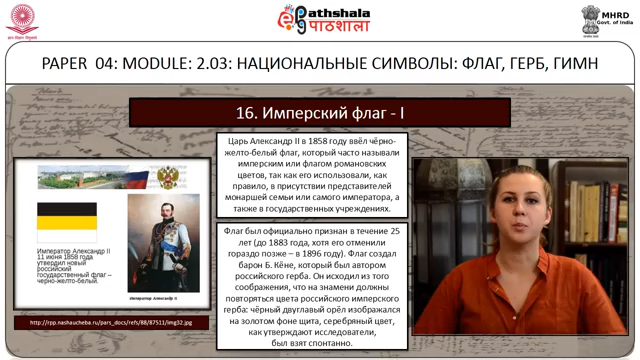 ePathshala
पाठशाला
MHRD
Govt. of India
PAPER 04: MODULE: 2.03: НАЦИОНАЛЬНЫЕ СИМВОЛЫ: ФЛАГ, ГЕРБ, ГИМН
16. Имперский флаг - I
Царь Александр II в 1858 году ввёл чёрно-
желто-белый флаг, который часто называли
имперским или флагом романовских
цветов, так как его использовали, как
правило, в присутствии представителей
монаршей семьи или самого императора, а
также в государственных учреждениях.
Император Александр II
11 июня 1858 года
утвердил новый
российский
государственный флаг –
черно-желто-белый.
Император Александр II
http://rpp.nashaucheba.ru/pars_docs/refs/88/87511/img32.jpg
Флаг был официально признан в течение 25
лет (до 1883 года, хотя его отменили
гораздо позже – в 1896 году). Флаг создал
барон Б. Кёне, который был автором
российского герба. Он исходил из того
соображения, что на знамени должны
повторяться цвета российского имперского
герба: чёрный двуглавый орёл изображался
на золотом фоне щита, серебряный цвет,
как утверждают исследователи,
был взят спонтанно.